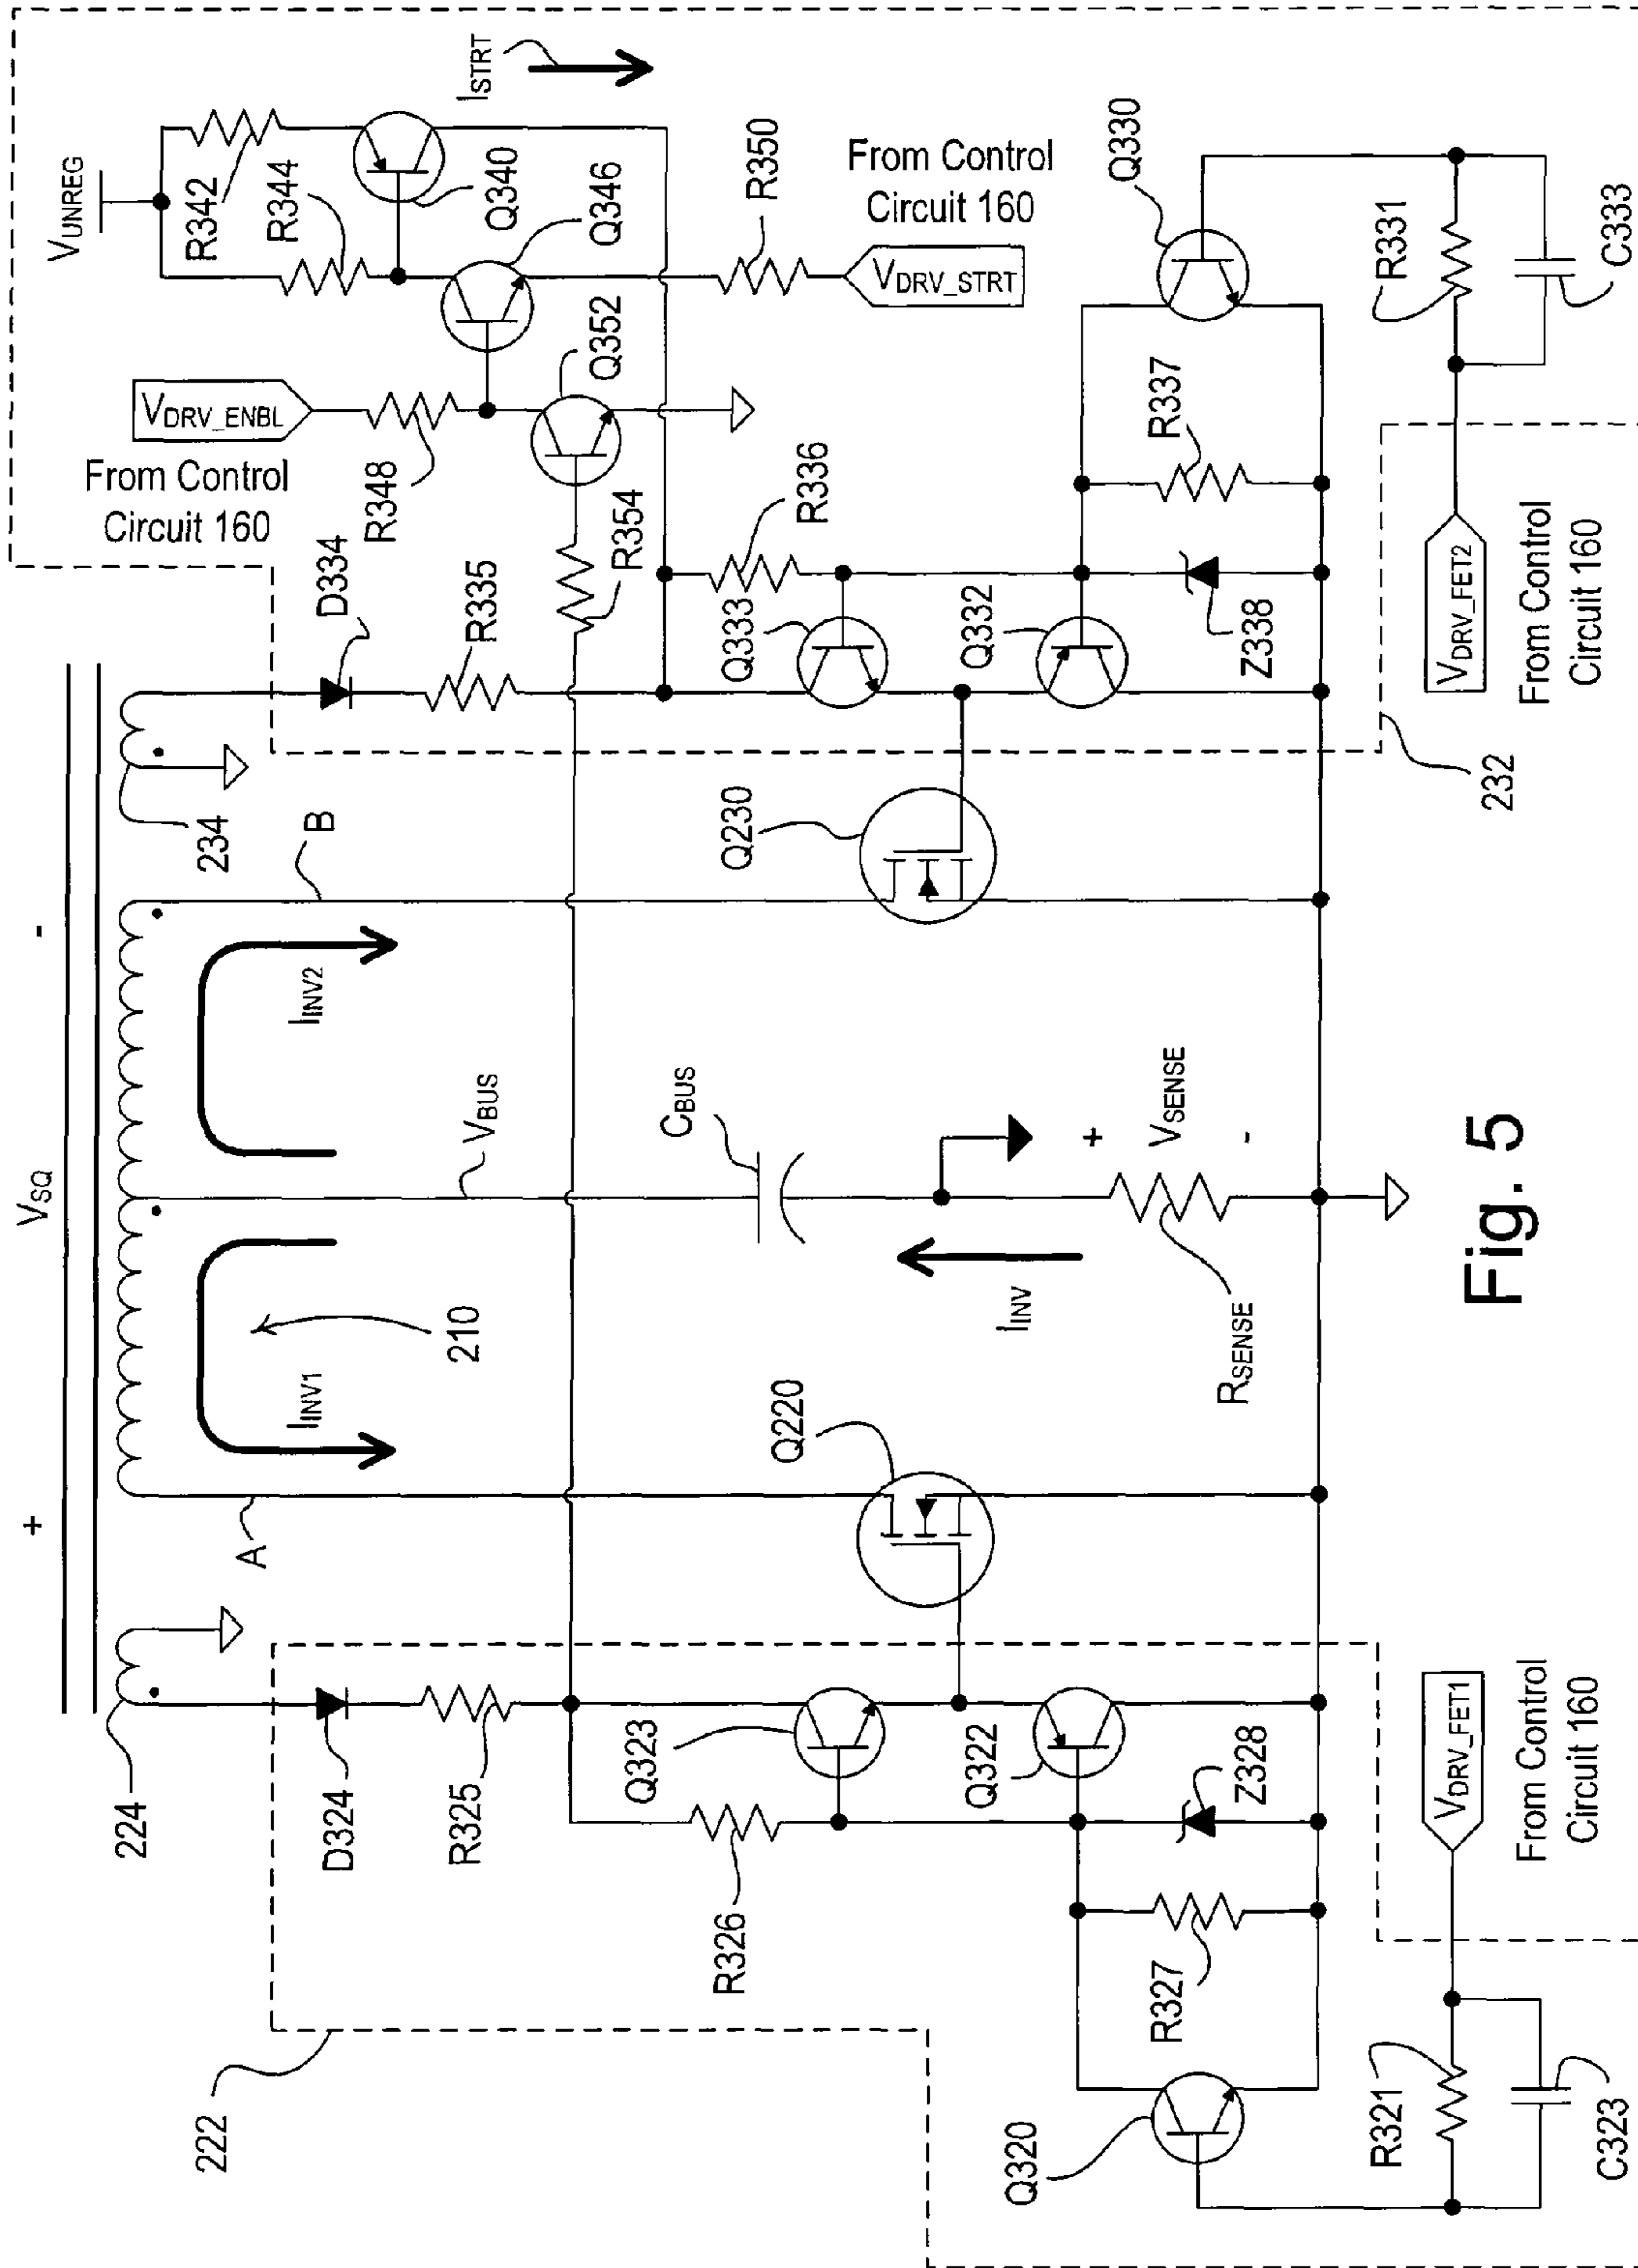 +
V_SQ
-
224
A
I_INV1
210
V_BUS
I_INV2
B
234
222
D324
R325
R326
Q323
Q322
Z328
R327
Q320
R321
C323
V_DRV_FET1
From Control
Circuit 160
Q220
C_BUS
I_INV
R_SENSE
+
V_SENSE
-
Q230
D334
R335
R336
Q333
Q332
Z338
R337
Q330
R331
C333
V_DRV_FET2
From Control
Circuit 160
232
V_DRV_ENBL
From Control
Circuit 160
R348
R354
Q352
V_UNREG
R342
R344
Q340
Q346
I_STRT
R350
V_DRV_STRT
From Control
Circuit 160
Fig. 5